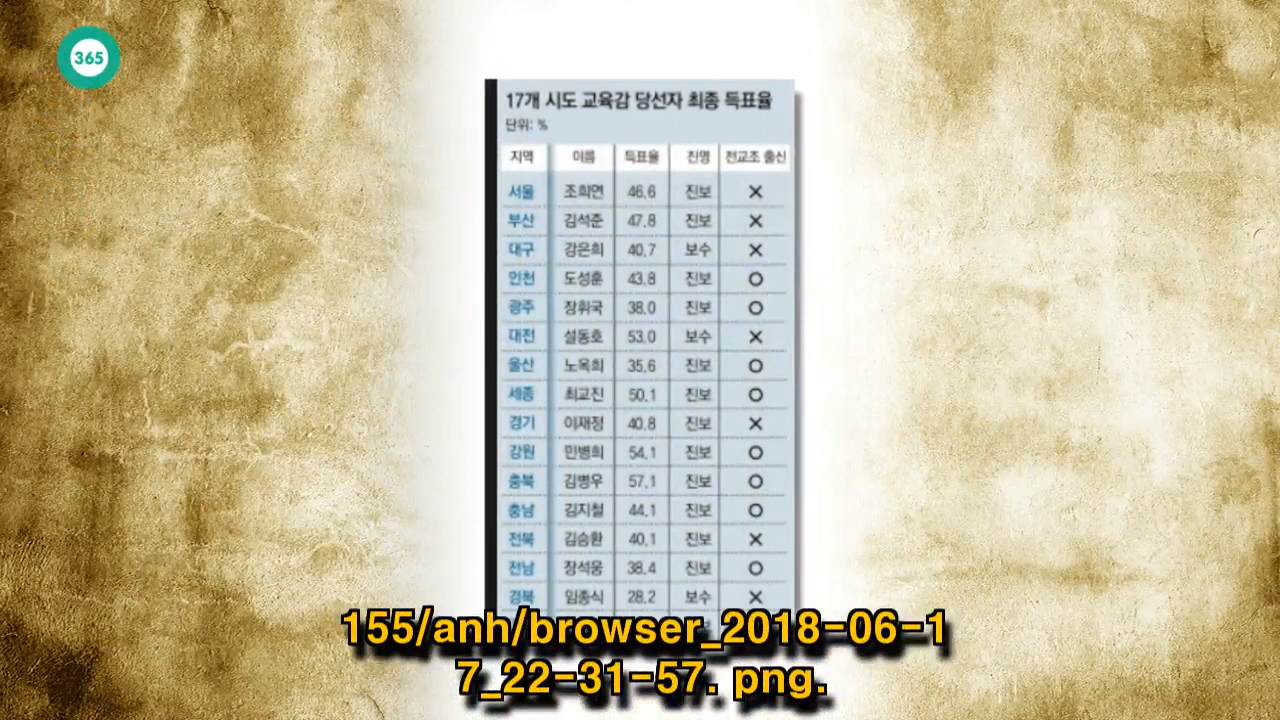 365
17개 시도 교육감 당선자 최종 득표율
단위: %
지역 이름 득표율 진영 전교조 출신
서울 조희연 46.6 진보 ×
부산 김석준 47.8 진보 ×
대구 강은희 40.7 보수 ×
인천 도성훈 43.8 진보 ○
광주 장휘국 38.0 진보 ○
대전 설동호 53.0 보수 ×
울산 노옥희 35.6 진보 ○
세종 최교진 50.1 진보 ○
경기 이재정 40.8 진보 ×
강원 민병희 54.1 진보 ○
충북 김병우 57.1 진보 ○
충남 김지철 44.1 진보 ○
전북 김승환 40.1 진보 ×
전남 장석웅 38.4 진보 ○
경북 임종식 28.2 보수 ×
155/anh/browser_2018-06-1
7_22-31-57. png.